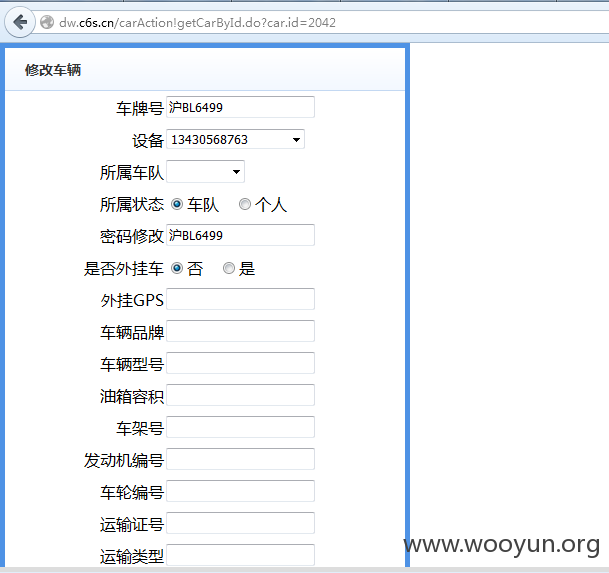 dw.c6s.cn/carAction!getCarById.do?car.id=2042
修改车辆
车牌号 沪BL6499
设备 13430568763
所属车队
所属状态 车队 个人
密码修改 沪BL6499
是否外挂车 否 是
外挂GPS
车辆品牌
车辆型号
油箱容积
车架号
发动机编号
车轮编号
运输证号
运输类型
www.wooyun.org